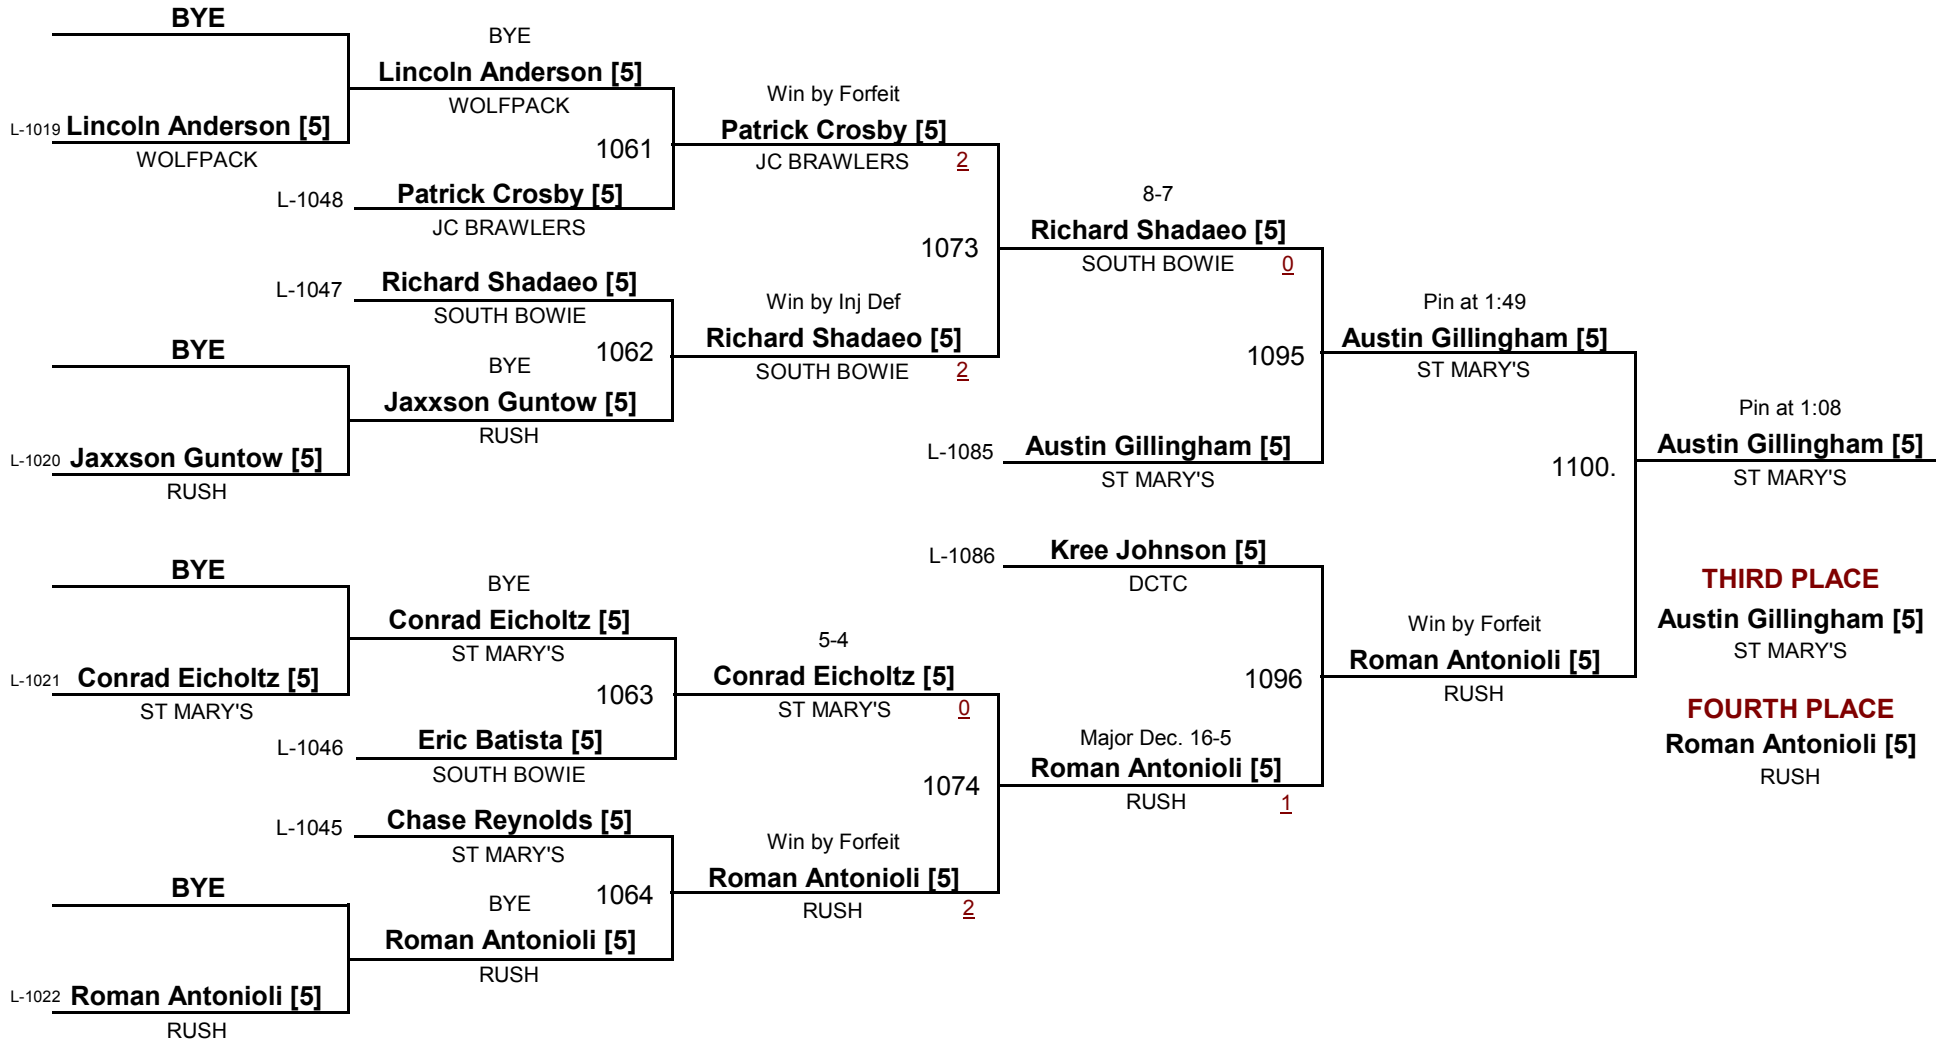 BYE
BYE
Lincoln Anderson [5]
WOLFPACK
L-1019 Lincoln Anderson [5]
WOLFPACK
1061
Win by Forfeit
Patrick Crosby [5]
JC BRAWLERS 2
L-1048 Patrick Crosby [5]
JC BRAWLERS
1073
8-7
Richard Shadaeo [5]
SOUTH BOWIE 0
L-1047 Richard Shadaeo [5]
SOUTH BOWIE
Win by Inj Def
Richard Shadaeo [5]
SOUTH BOWIE 2
BYE
1062
BYE
Jaxxson Guntow [5]
RUSH
L-1020 Jaxxson Guntow [5]
RUSH
1095
Pin at 1:49
Austin Gillingham [5]
ST MARY'S
L-1085 Austin Gillingham [5]
ST MARY'S
1100.
Pin at 1:08
Austin Gillingham [5]
ST MARY'S
L-1086 Kree Johnson [5]
DCTC
BYE
BYE
Conrad Eicholtz [5]
ST MARY'S
L-1021 Conrad Eicholtz [5]
ST MARY'S
1063
5-4
Conrad Eicholtz [5]
ST MARY'S 0
L-1046 Eric Batista [5]
SOUTH BOWIE
1074
Major Dec. 16-5
Roman Antonioli [5]
RUSH 1
1096
Win by Forfeit
Roman Antonioli [5]
RUSH
THIRD PLACE
Austin Gillingham [5]
ST MARY'S
FOURTH PLACE
Roman Antonioli [5]
RUSH
L-1045 Chase Reynolds [5]
ST MARY'S
Win by Forfeit
Roman Antonioli [5]
RUSH 2
BYE
1064
BYE
Roman Antonioli [5]
RUSH
L-1022 Roman Antonioli [5]
RUSH